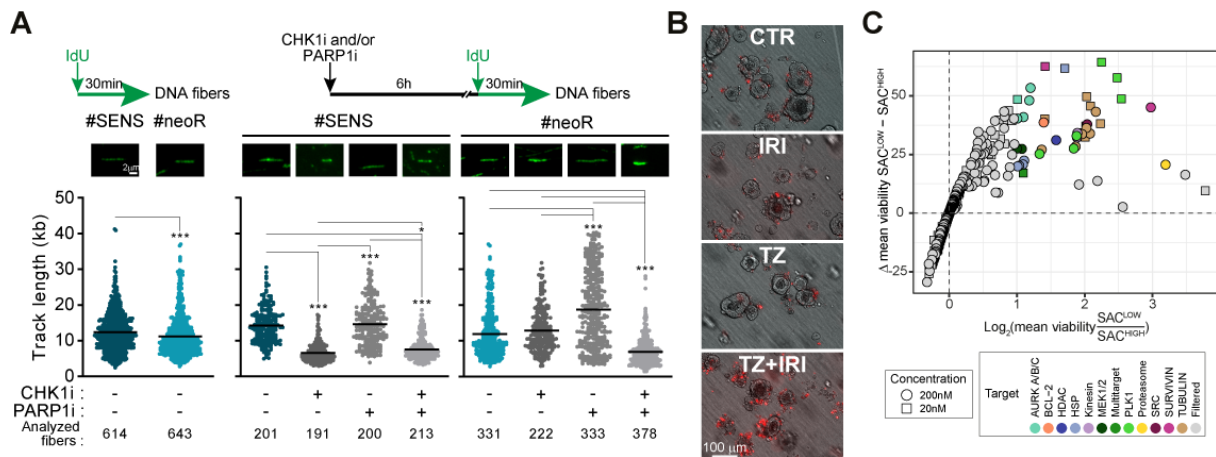 A
IdU
30min
DNA fibers
CHK1i and/or
PARP1i
6h
IdU
30min
DNA fibers
#SENS
#neoR
#SENS
#neoR
2μm
Track length (kb)
50
40
30
20
10
0
***
***
***
*
***
***
***
CHK1i :
- - - + - + - + - +
PARP1i :
- - - - + + - - + +
Analyzed
fibers :
614 643 201 191 200 213 331 222 333 378
B
CTR
IRI
TZ
TZ+IRI
100 μm
C
Δ mean viability SAC^LOW – SAC^HIGH
50
25
0
-25
0 1 2 3
Log₂(mean viability SAC^LOW / SAC^HIGH)
Concentration
200nM
20nM
Target
AURK A/B/C
BCL-2
HDAC
HSP
Kinesin
MEK1/2
Multitarget
PLK1
Proteasome
SRC
SURVIVIN
TUBULIN
Filtered